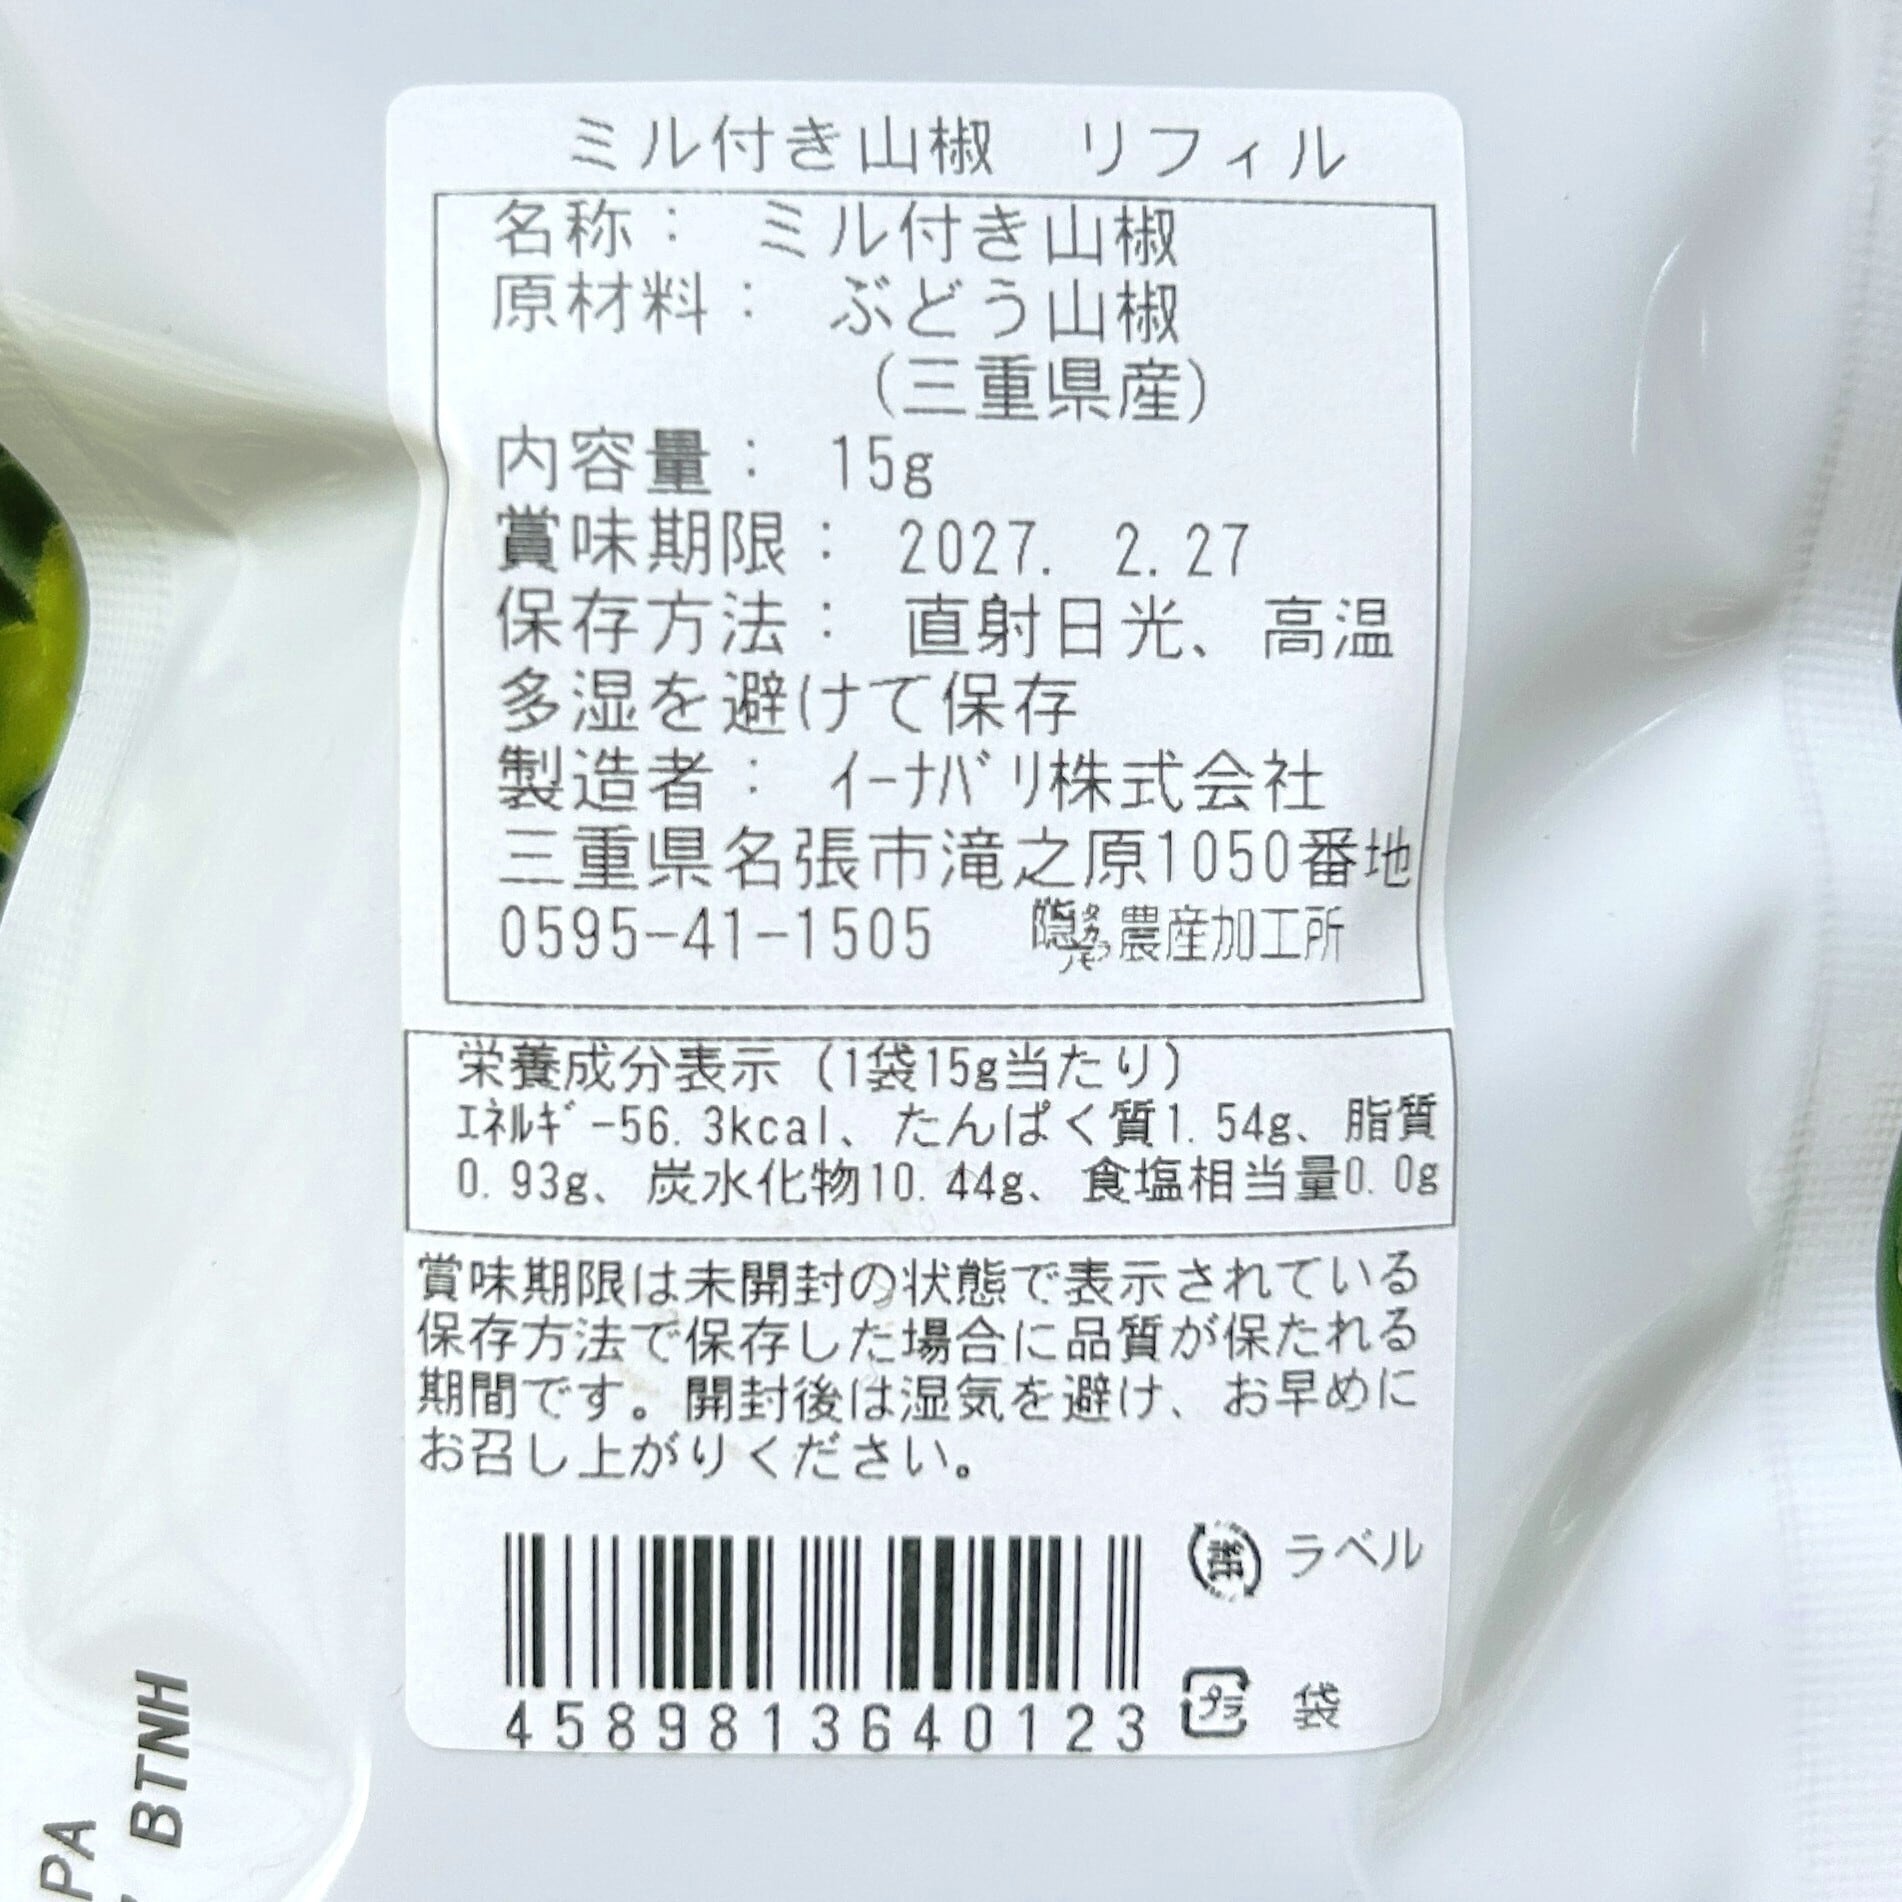 ミル付き山椒　リフィル
名称：　ミル付き山椒
原材料：　ぶどう山椒
（三重県産）
内容量：　15g
賞味期限：　2027. 2.27
保存方法：　直射日光、高温
多湿を避けて保存
製造者：　ｲｰﾅﾊﾞﾘ株式会社
三重県名張市滝之原1050番地
0595-41-1505　農産加工所
栄養成分表示（1袋15g当たり）
ｴﾈﾙｷﾞｰ56.3kcal、たんぱく質1.54g、脂質
0.93g、炭水化物10.44g、食塩相当量0.0g
賞味期限は未開封の状態で表示されている
保存方法で保存した場合に品質が保たれる
期間です。開封後は湿気を避け、お早めに
お召し上がりください。
紙 ラベル
4589813640123
プラ 袋
PA
BTNH